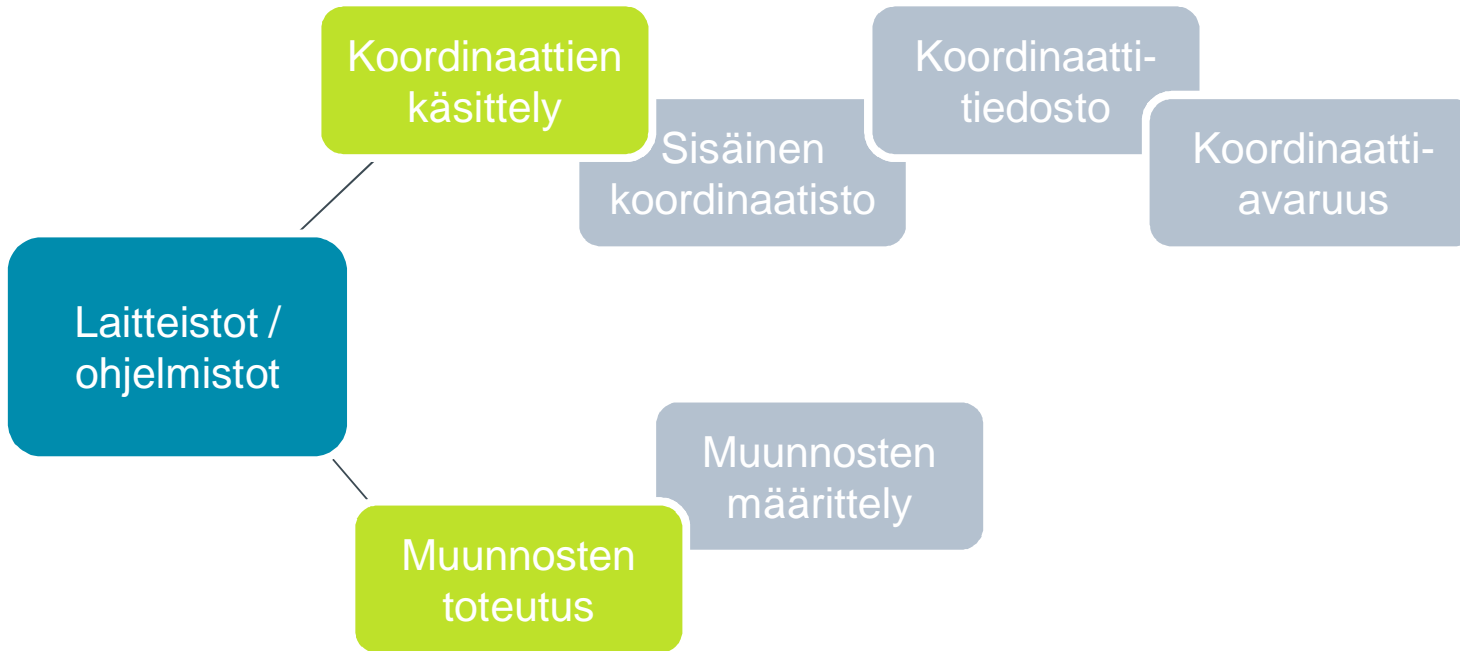 Koordinaattien
käsittely
Koordinaatti-
tiedosto
Sisäinen
koordinaatisto
Koordinaatti-
avaruus
Laitteistot /
ohjelmistot
Muunnosten
määrittely
Muunnosten
toteutus